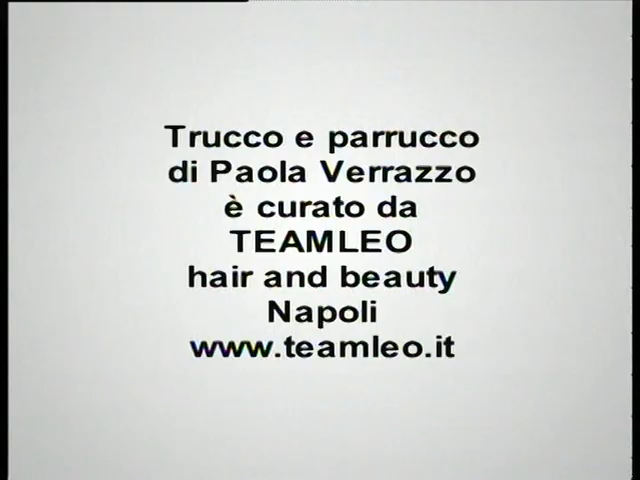 Trucco e parrucco
di Paola Verrazzo
è curato da
TEAMLEO
hair and beauty
Napoli
www.teamleo.it